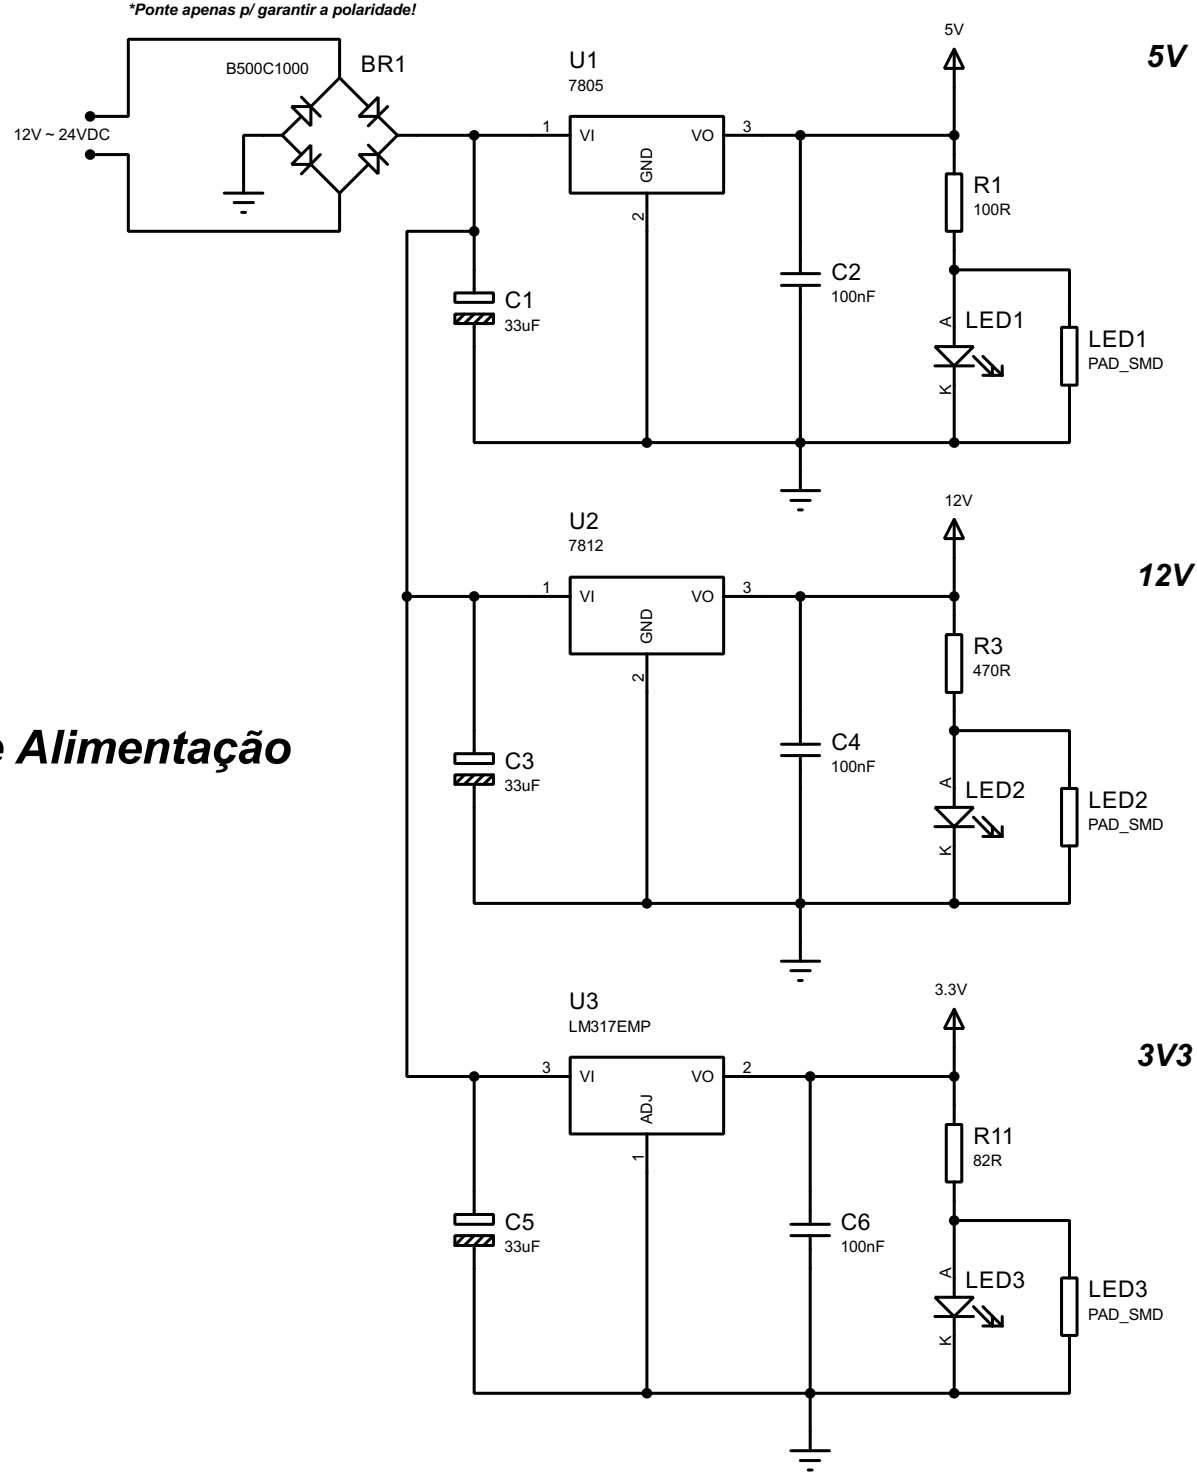 *Ponte apenas p/ garantir a polaridade!
B500C1000
BR1
12V ~ 24VDC
U1
7805
1
VI
VO
3
GND
2
5V
5V
R1
100R
C1
33uF
C2
100nF
A
LED1
K
LED1
PAD_SMD
U2
7812
1
VI
VO
3
GND
2
12V
12V
R3
470R
Alimentação
C3
33uF
C4
100nF
A
LED2
K
LED2
PAD_SMD
U3
LM317EMP
3
VI
VO
2
ADJ
1
3.3V
3V3
R11
82R
C5
33uF
C6
100nF
A
LED3
K
LED3
PAD_SMD